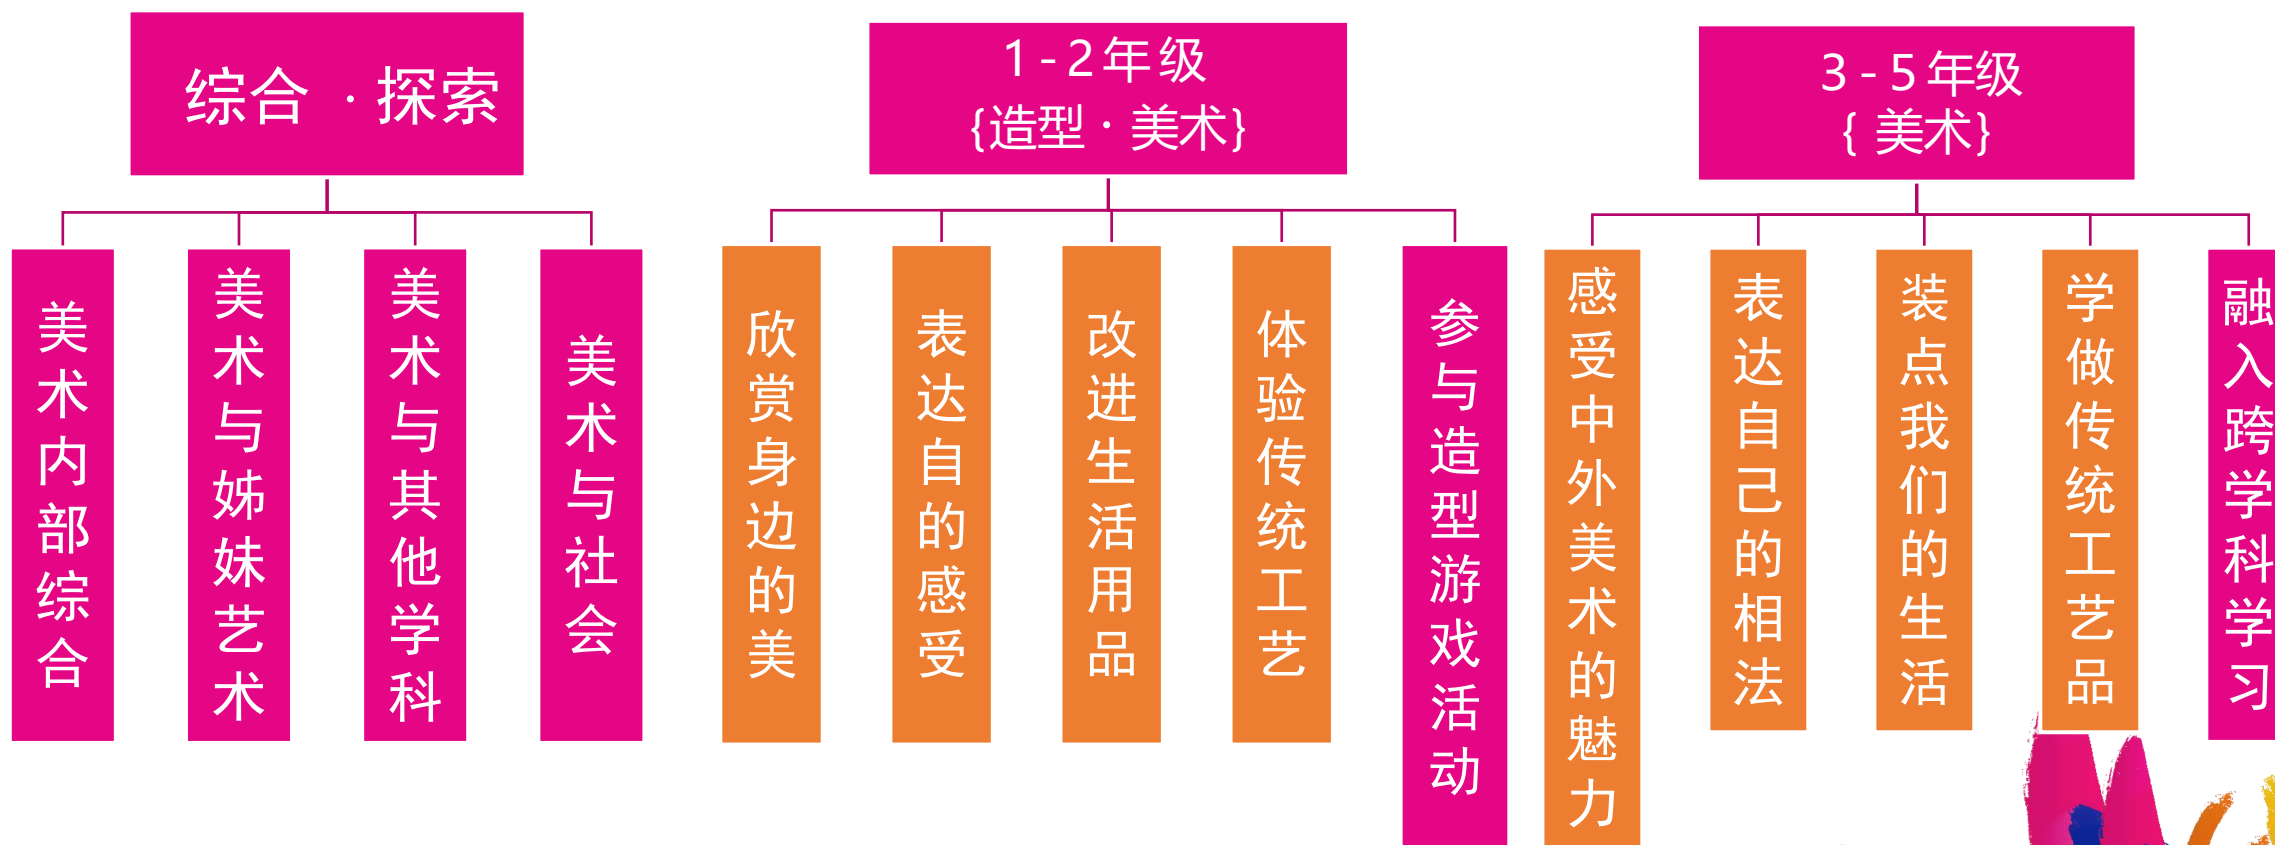 综合 · 探索
美术内部综合
美术与姊妹艺术
美术与其他学科
美术与社会
1-2年级
{造型 · 美术}
欣赏身边的美
表达自的感受
改进生活用品
体验传统工艺
参与造型游戏活动
3-5年级
{ 美术}
感受中外美术的魅力
表达自己的相法
装点我们的生活
学做传统工艺品
融入跨学科学习